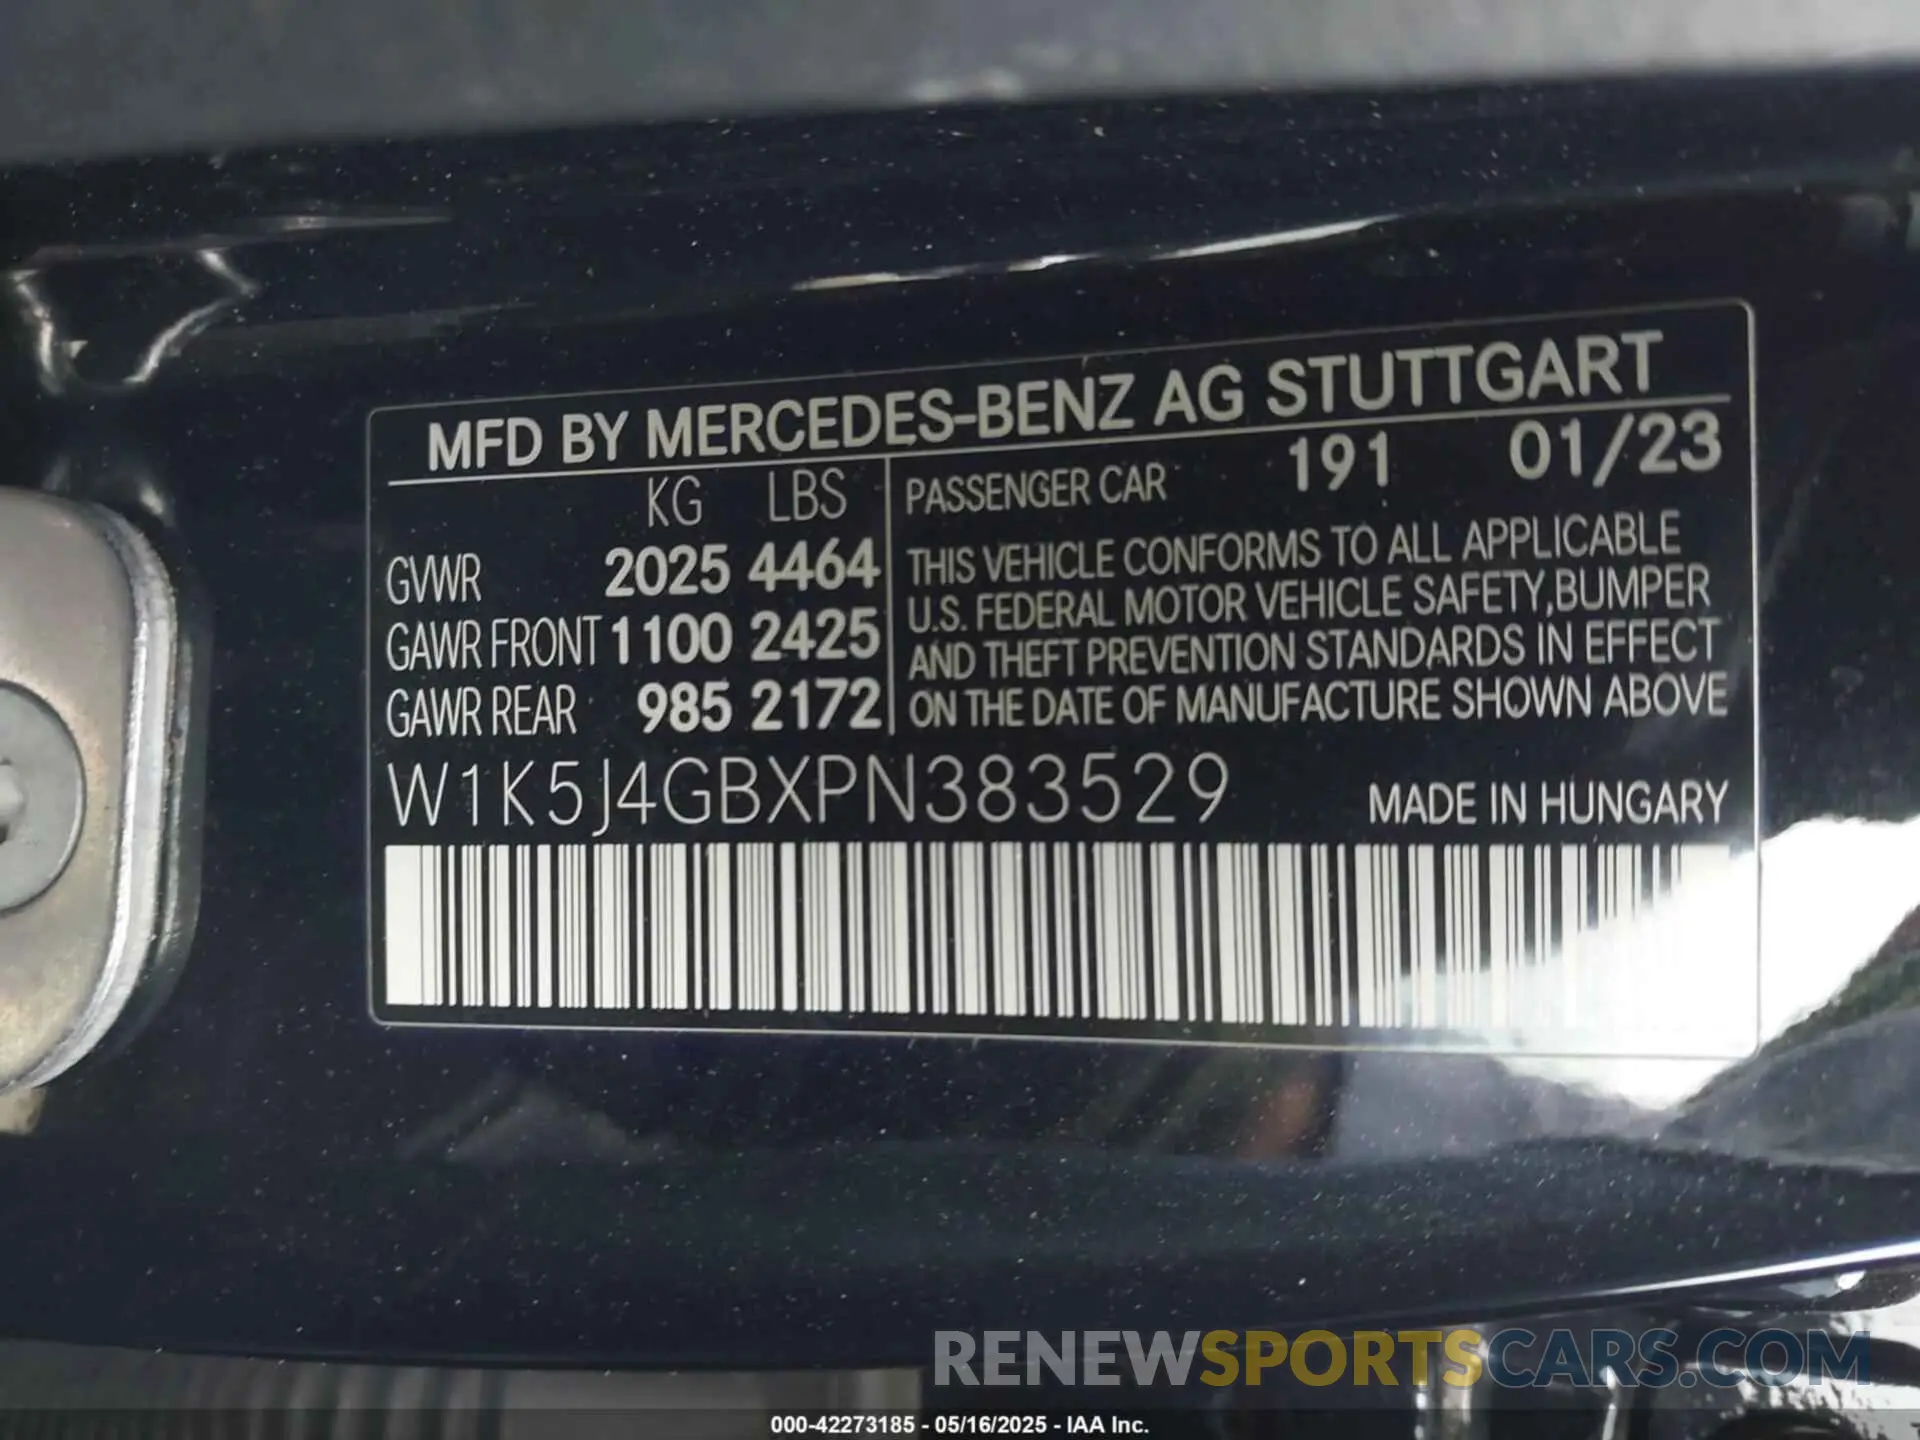 MFD BY MERCEDES-BENZ AG STUTTGART
KG LBS
GVWR 2025 4464
GAWR FRONT 1100 2425
GAWR REAR 985 2172
PASSENGER CAR 191 01/23
THIS VEHICLE CONFORMS TO ALL APPLICABLE
U.S. FEDERAL MOTOR VEHICLE SAFETY,BUMPER
AND THEFT PREVENTION STANDARDS IN EFFECT
ON THE DATE OF MANUFACTURE SHOWN ABOVE
W1K5J4GBXPN383529 MADE IN HUNGARY
RENEWSPORTSCARS.COM
000-42273185 - 05/16/2025 - IAA Inc.